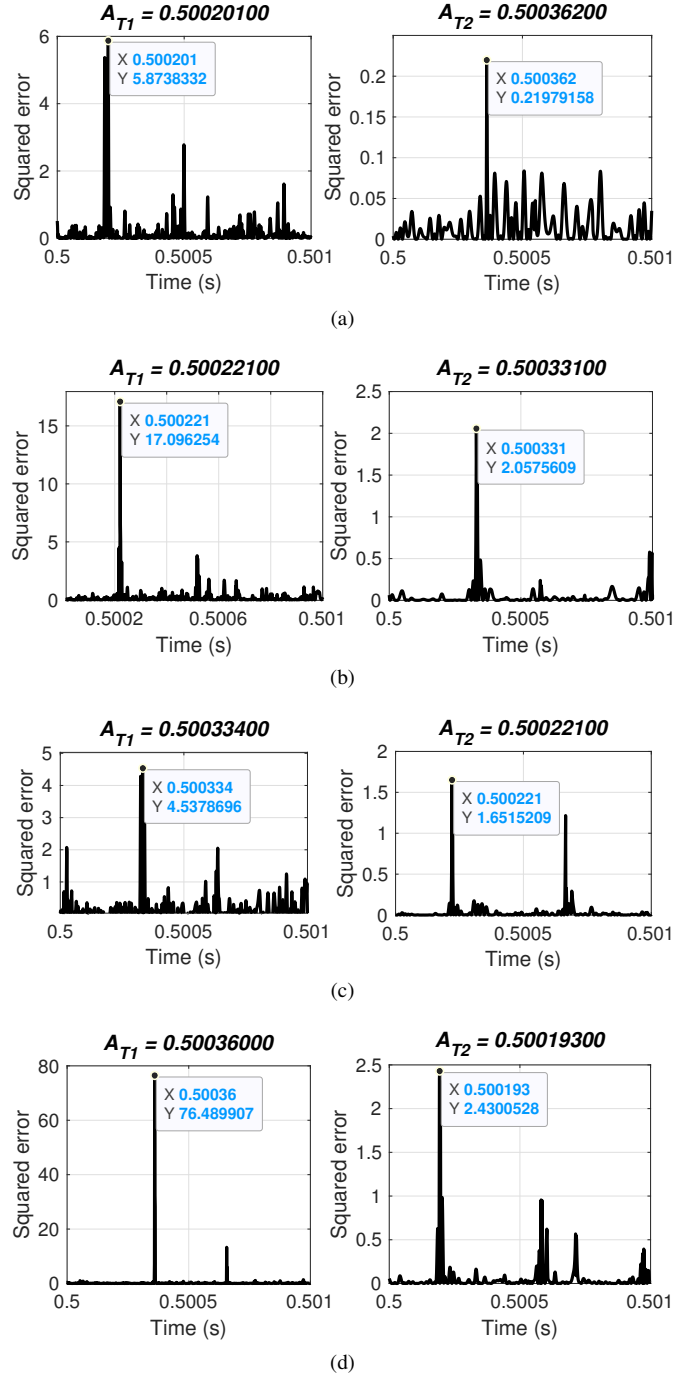 A_T1 = 0.50020100
Squared error
6
4
2
0
X 0.500201
Y 5.8738332
0.5
0.5005
0.501
Time (s)
A_T2 = 0.50036200
Squared error
0.2
0.15
0.1
0.05
0
X 0.500362
Y 0.21979158
0.5
0.5005
0.501
Time (s)
(a)
A_T1 = 0.50022100
Squared error
15
10
5
0
X 0.500221
Y 17.096254
0.5002
0.5006
0.501
Time (s)
A_T2 = 0.50033100
Squared error
2.5
2
1.5
1
0.5
0
X 0.500331
Y 2.0575609
0.5
0.5005
0.501
Time (s)
(b)
A_T1 = 0.50033400
Squared error
5
4
3
2
1
X 0.500334
Y 4.5378696
0.5
0.5005
0.501
Time (s)
A_T2 = 0.50022100
Squared error
2
1.5
1
0.5
0
X 0.500221
Y 1.6515209
0.5
0.5005
0.501
Time (s)
(c)
A_T1 = 0.50036000
Squared error
80
60
40
20
0
X 0.50036
Y 76.489907
0.5
0.5005
0.501
Time (s)
A_T2 = 0.50019300
Squared error
2.5
2
1.5
1
0.5
0
X 0.500193
Y 2.4300528
0.5
0.5005
0.501
Time (s)
(d)